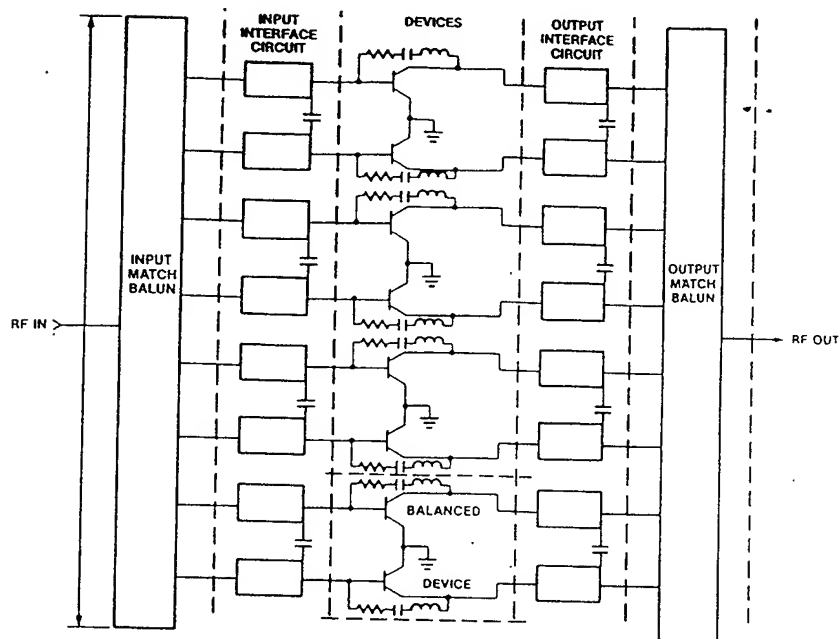 INPUT
INTERFACE
CIRCUIT
DEVICES
OUTPUT
INTERFACE
CIRCUIT
INPUT
MATCH
BALUN
OUTPUT
MATCH
BALUN
RF IN
RF OUT
BALANCED
DEVICE